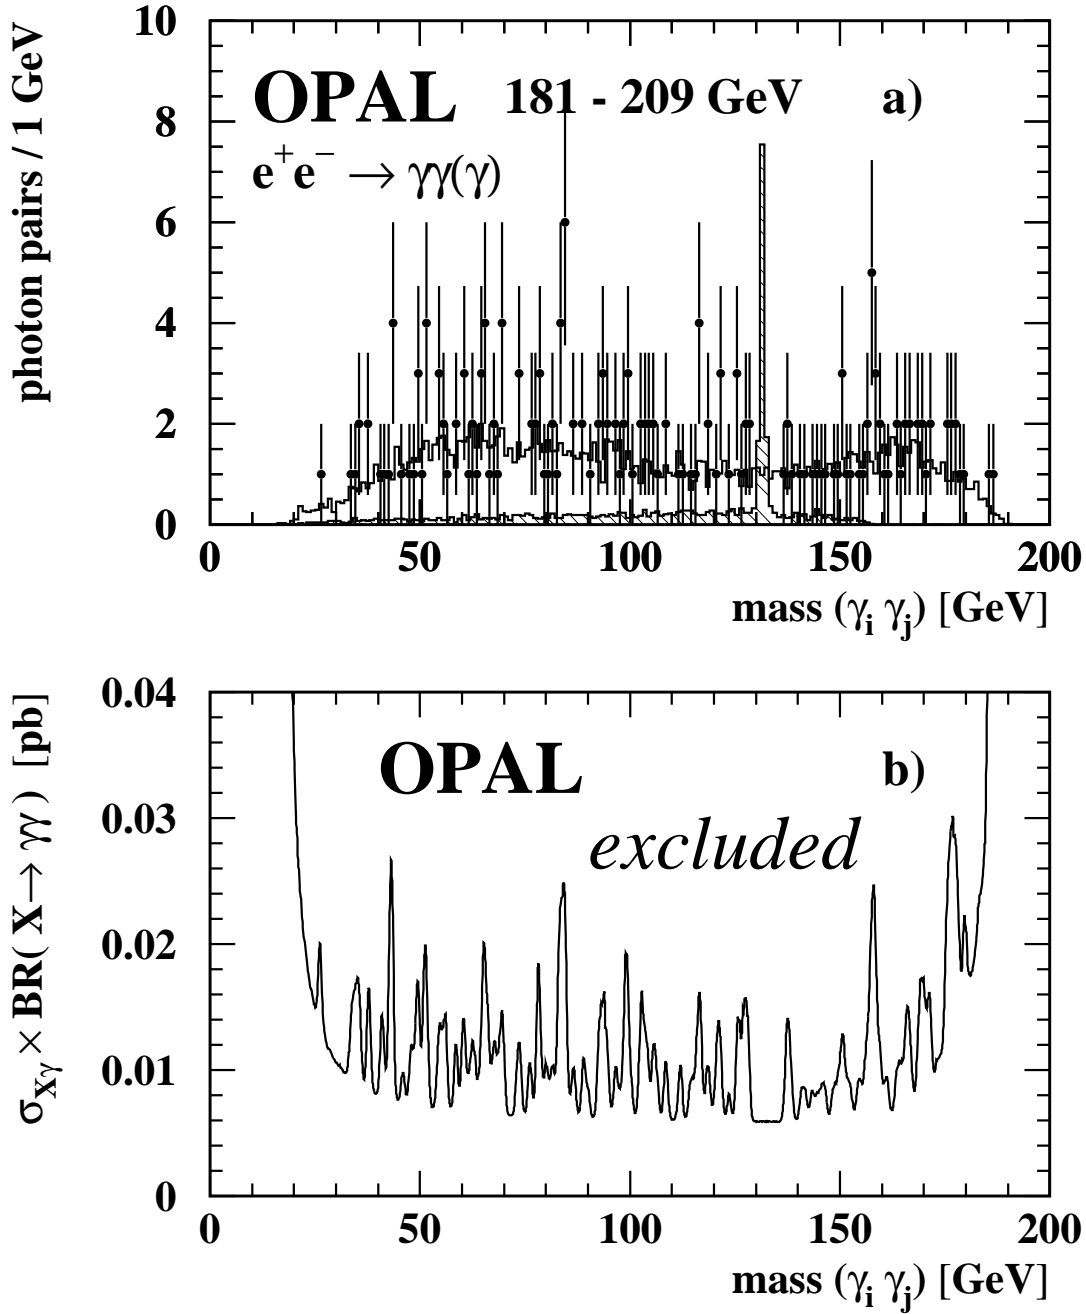 photon pairs / 1 GeV
10
8
6
4
2
0
OPAL 181 - 209 GeV a)
e+e− → γγ(γ)
0 50 100 150 200
mass (γi γj) [GeV]
σXγ × BR( X→ γγ ) [pb]
0.04
0.03
0.02
0.01
0
OPAL b)
excluded
0 50 100 150 200
mass (γi γj) [GeV]